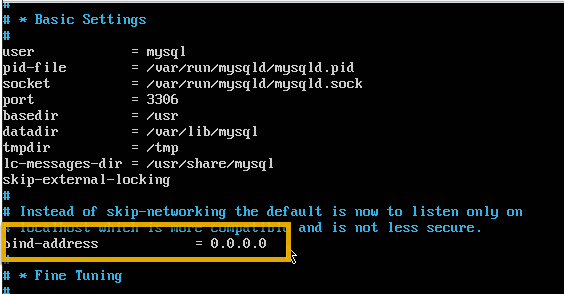 #
# * Basic Settings
#
user = mysql
pid-file = /var/run/mysqld/mysqld.pid
socket = /var/run/mysqld/mysqld.sock
port = 3306
basedir = /usr
datadir = /var/lib/mysql
tmpdir = /tmp
lc-messages-dir = /usr/share/mysql
skip-external-locking
#
# Instead of skip-networking the default is now to listen only on
# localhost which is more compatible and is not less secure.
bind-address = 0.0.0.0
#
# * Fine Tuning
#